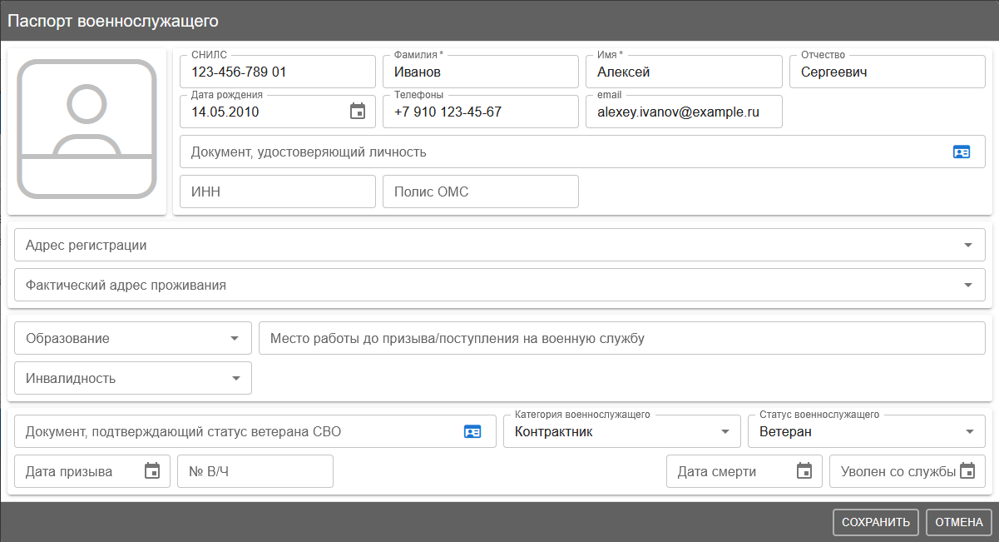 Паспорт военнослужащего
СНИЛС
123-456-789 01
Фамилия *
Иванов
Имя *
Алексей
Отчество
Сергеевич
Дата рождения
14.05.2010
Телефоны
+7 910 123-45-67
email
alexey.ivanov@example.ru
Документ, удостоверяющий личность
ИНН
Полис ОМС
Адрес регистрации
Фактический адрес проживания
Образование
Место работы до призыва/поступления на военную службу
Инвалидность
Документ, подтверждающий статус ветерана СВО
Категория военнослужащего
Контрактник
Статус военнослужащего
Ветеран
Дата призыва
№ В/Ч
Дата смерти
Уволен со службы
СОХРАНИТЬ
ОТМЕНА